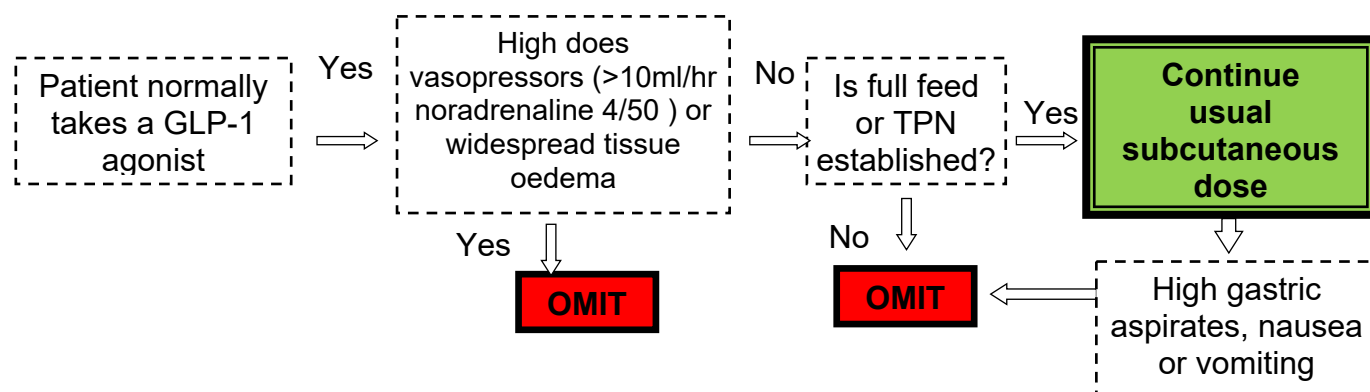 Patient normally
takes a GLP-1
agonist
Yes
High does
vasopressors (>10ml/hr
noradrenaline 4/50 ) or
widespread tissue
oedema
Yes
OMIT
No
Is full feed
or TPN
established?
No
OMIT
Yes
Continue
usual
subcutaneous
dose
High gastric
aspirates, nausea
or vomiting